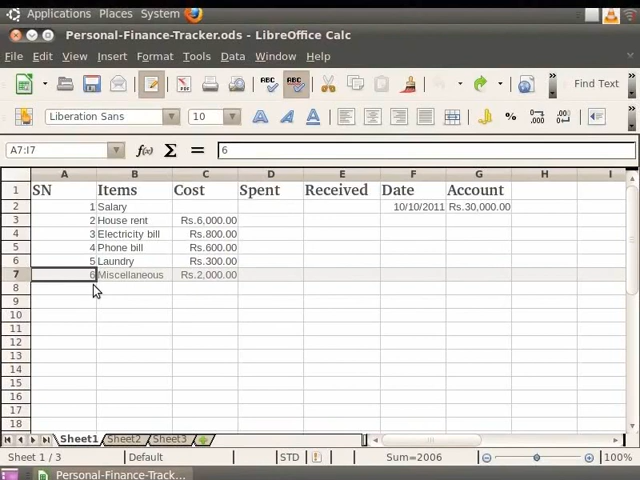 Applications Places System
Personal-Finance-Tracker.ods - LibreOffice Calc
File Edit View Insert Format Tools Data Window Help
ABC ABC Find Text
Liberation Sans 10 %
A7:I7 f(x) Σ = 6
A B C D E F G H I
1 SN Items Cost Spent Received Date Account
2 1 Salary 10/10/2011 Rs.30,000.00
3 2 House rent Rs.6,000.00
4 3 Electricity bill Rs.800.00
5 4 Phone bill Rs.600.00
6 5 Laundry Rs.300.00
7 6 Miscellaneous Rs.2,000.00
8
9
10
11
12
13
14
15
16
17
18
Sheet1 Sheet2 Sheet3
Sheet 1 / 3 Default STD Sum=2006 100%
Personal-Finance-Track...